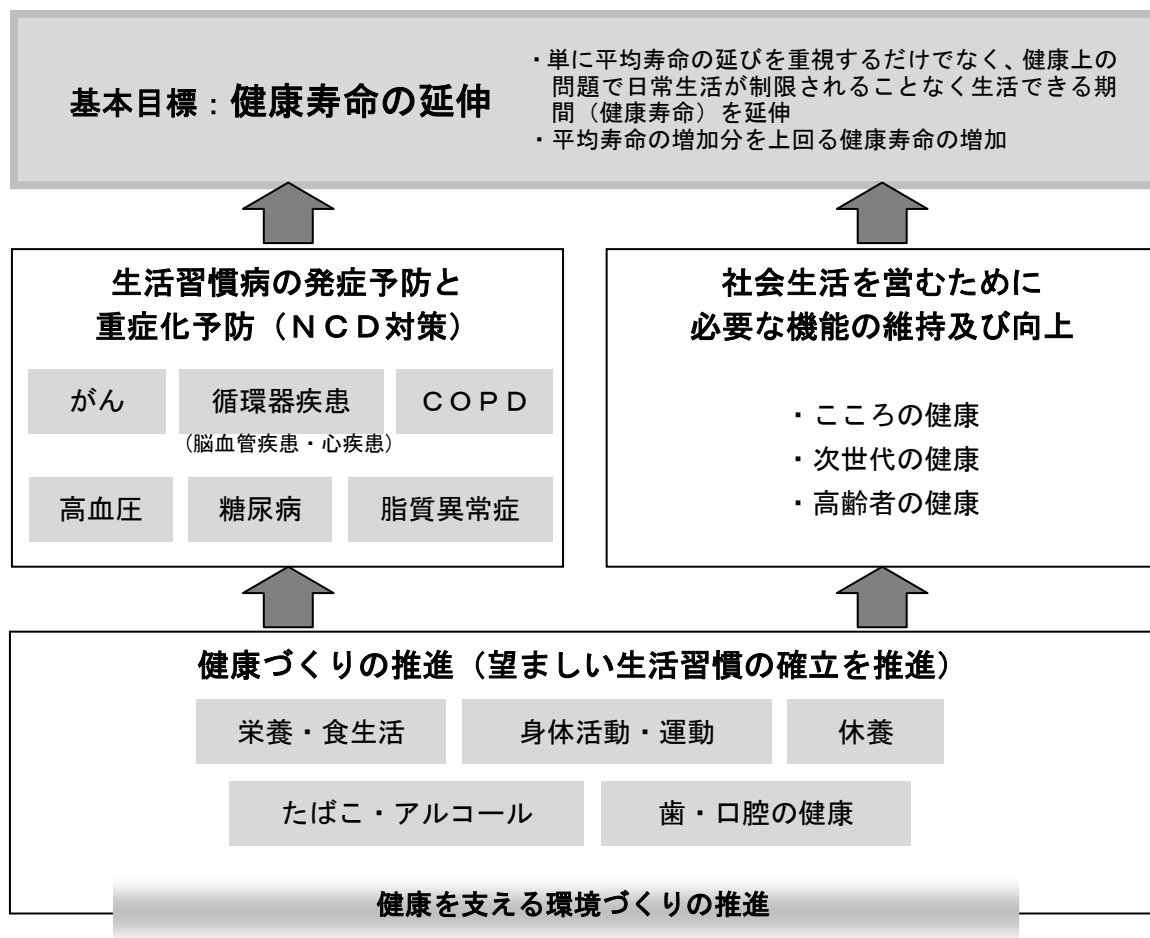 基本目標：健康寿命の延伸
・単に平均寿命の延びを重視するだけでなく、健康上の
問題で日常生活が制限されることなく生活できる期
間（健康寿命）を延伸
・平均寿命の増加分を上回る健康寿命の増加
生活習慣病の発症予防と
重症化予防（ＮＣＤ対策）
がん
循環器疾患
ＣＯＰＤ
（脳血管疾患・心疾患）
高血圧
糖尿病
脂質異常症
社会生活を営むために
必要な機能の維持及び向上
・こころの健康
・次世代の健康
・高齢者の健康
健康づくりの推進（望ましい生活習慣の確立を推進）
栄養・食生活
身体活動・運動
休養
たばこ・アルコール
歯・口腔の健康
健康を支える環境づくりの推進